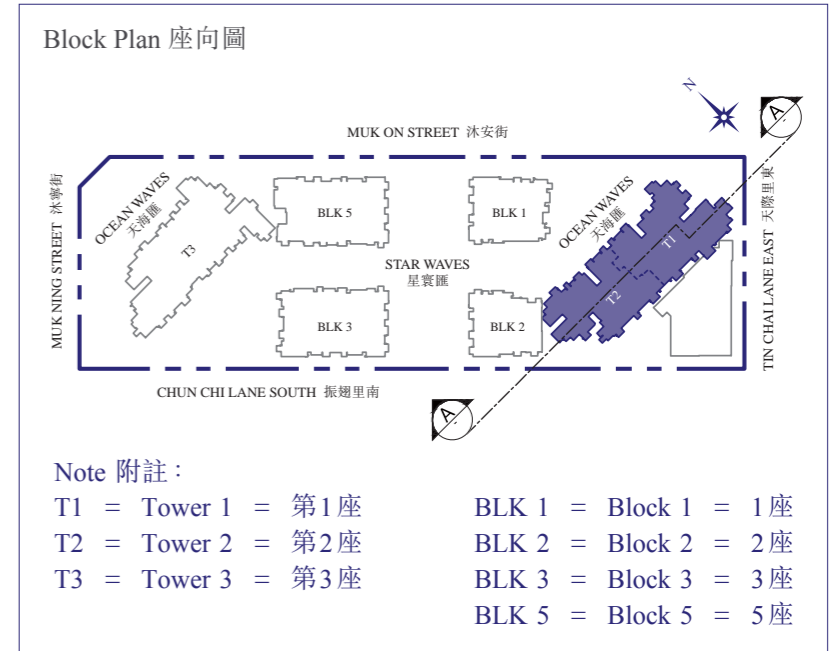 Block Plan 座向圖
N
A
MUK ON STREET 沐安街
MUK NING STREET 沐寧街
OCEAN WAVES
天海匯
T3
BLK 5
BLK 1
OCEAN WAVES
天海匯
T1
T2
TIN CHAI LANE EAST 天際里東
STAR WAVES
星寰匯
BLK 3
BLK 2
CHUN CHI LANE SOUTH 振翅里南
A
Note 附註：
T1 = Tower 1 = 第1座
T2 = Tower 2 = 第2座
T3 = Tower 3 = 第3座
BLK 1 = Block 1 = 1座
BLK 2 = Block 2 = 2座
BLK 3 = Block 3 = 3座
BLK 5 = Block 5 = 5座